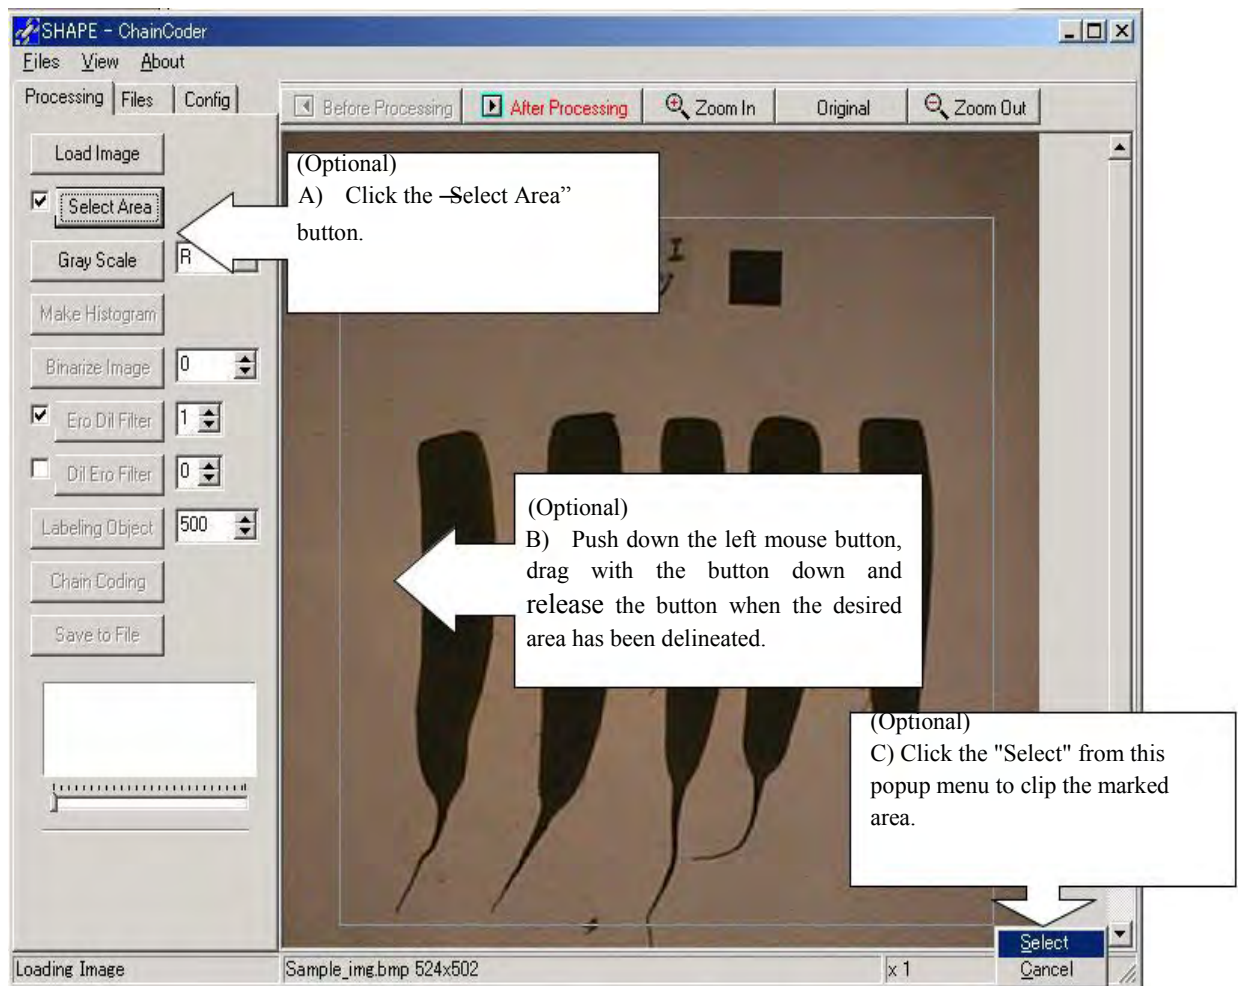 SHAPE - ChainCoder
Files View About
Processing Files Config
Before Processing After Processing Zoom In Original Zoom Out
Load Image
Select Area
Gray Scale R
Make Histogram
Binarize Image 0
Ero Dil Filter 1
Dil Ero Filter 0
Labeling Object 500
Chain Coding
Save to File
(Optional)
A) Click the –Select Area”
button.
I
(Optional)
B) Push down the left mouse button,
drag with the button down and
release the button when the desired
area has been delineated.
(Optional)
C) Click the "Select" from this
popup menu to clip the marked
area.
Select
Cancel
Loading Image Sample_img.bmp 524x502 x 1